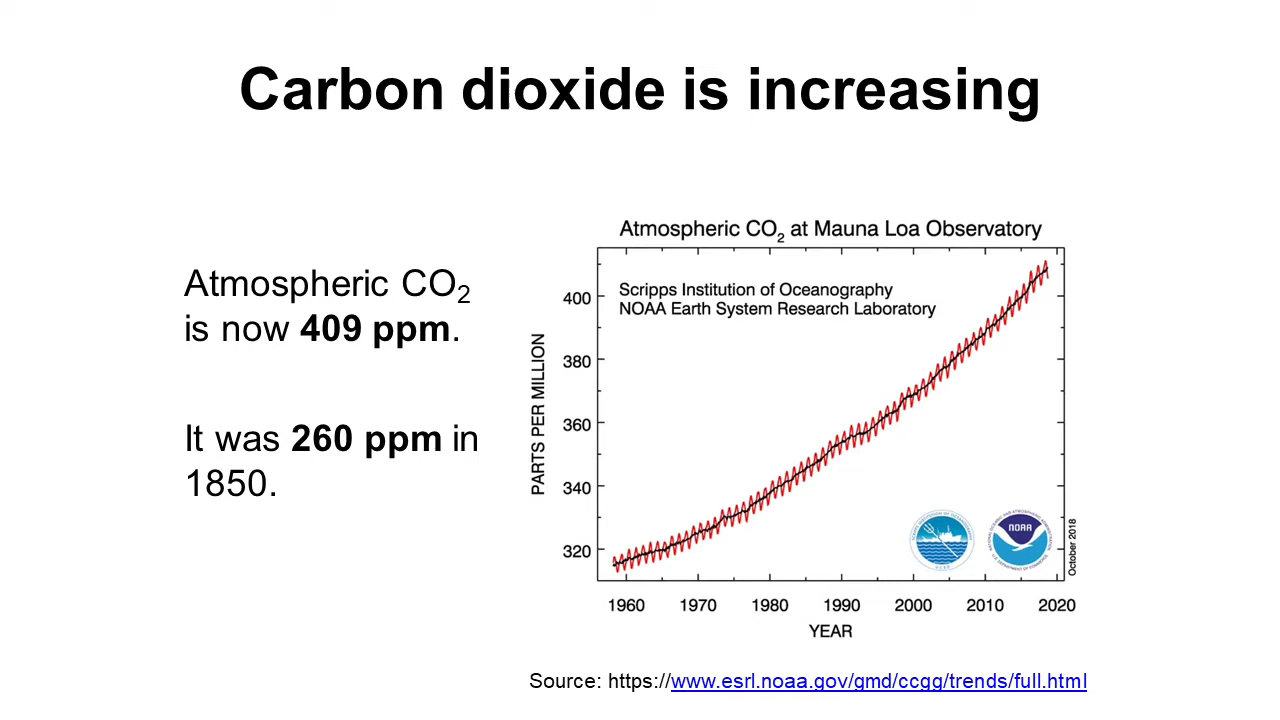 Carbon dioxide is increasing
Atmospheric CO₂
is now 409 ppm.
It was 260 ppm in
1850.
Atmospheric CO₂ at Mauna Loa Observatory
Scripps Institution of Oceanography
NOAA Earth System Research Laboratory
PARTS PER MILLION
400
380
360
340
320
NOAA
October 2018
1960 1970 1980 1990 2000 2010 2020
YEAR
Source: https://www.esrl.noaa.gov/gmd/ccgg/trends/full.html